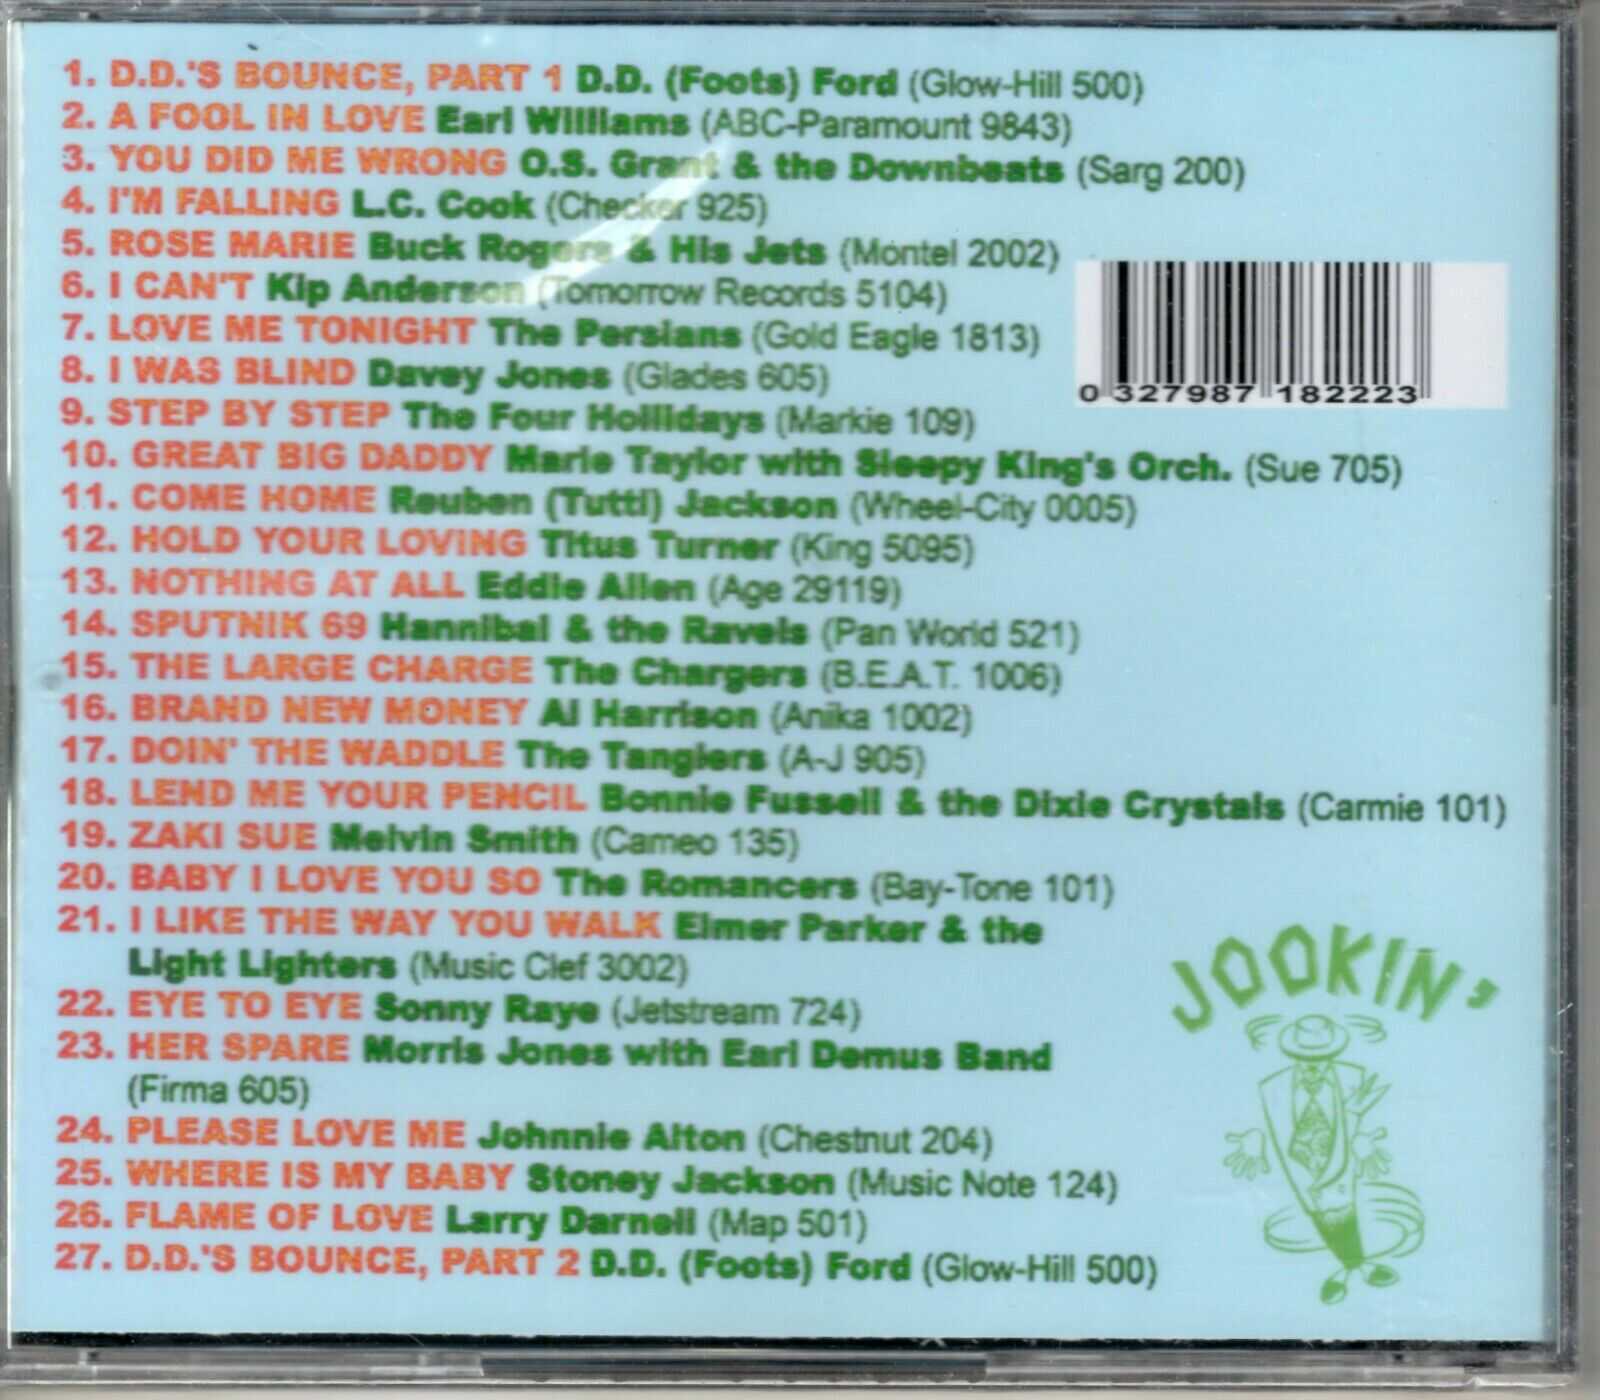 1. D.D.'S BOUNCE, PART 1 D.D. (Foots) Ford (Glow-Hill 500)
2. A FOOL IN LOVE Earl Williams (ABC-Paramount 9843)
3. YOU DID ME WRONG O.S. Grant & the Downbeats (Sarg 200)
4. I'M FALLING L.C. Cook (Checker 925)
5. ROSE MARIE Buck Rogers & His Jets (Montel 2002)
6. I CAN'T Kip Anderson (Tomorrow Records 5104)
7. LOVE ME TONIGHT The Persians (Gold Eagle 1813)
8. I WAS BLIND Davey Jones (Glades 605)
9. STEP BY STEP The Four Hollidays (Markie 109)
10. GREAT BIG DADDY Marie Taylor with Sleepy King's Orch. (Sue 705)
11. COME HOME Reuben (Tutti) Jackson (Wheel-City 0005)
12. HOLD YOUR LOVING Titus Turner (King 5095)
13. NOTHING AT ALL Eddie Allen (Age 29119)
14. SPUTNIK 69 Hannibal & the Ravels (Pan World 521)
15. THE LARGE CHARGE The Chargers (B.E.A.T. 1006)
16. BRAND NEW MONEY Al Harrison (Anika 1002)
17. DOIN' THE WADDLE The Tangiers (A-J 905)
18. LEND ME YOUR PENCIL Bonnie Fussell & the Dixie Crystals (Carmie 101)
19. ZAKI SUE Melvin Smith (Cameo 135)
20. BABY I LOVE YOU SO The Romancers (Bay-Tone 101)
21. I LIKE THE WAY YOU WALK Elmer Parker & the
Light Lighters (Music Clef 3002)
22. EYE TO EYE Sonny Raye (Jetstream 724)
23. HER SPARE Morris Jones with Earl Demus Band
(Firma 605)
24. PLEASE LOVE ME Johnnie Alton (Chestnut 204)
25. WHERE IS MY BABY Stoney Jackson (Music Note 124)
26. FLAME OF LOVE Larry Darnell (Map 501)
27. D.D.'S BOUNCE, PART 2 D.D. (Foots) Ford (Glow-Hill 500)
0 327987 182223
JOOKIN'